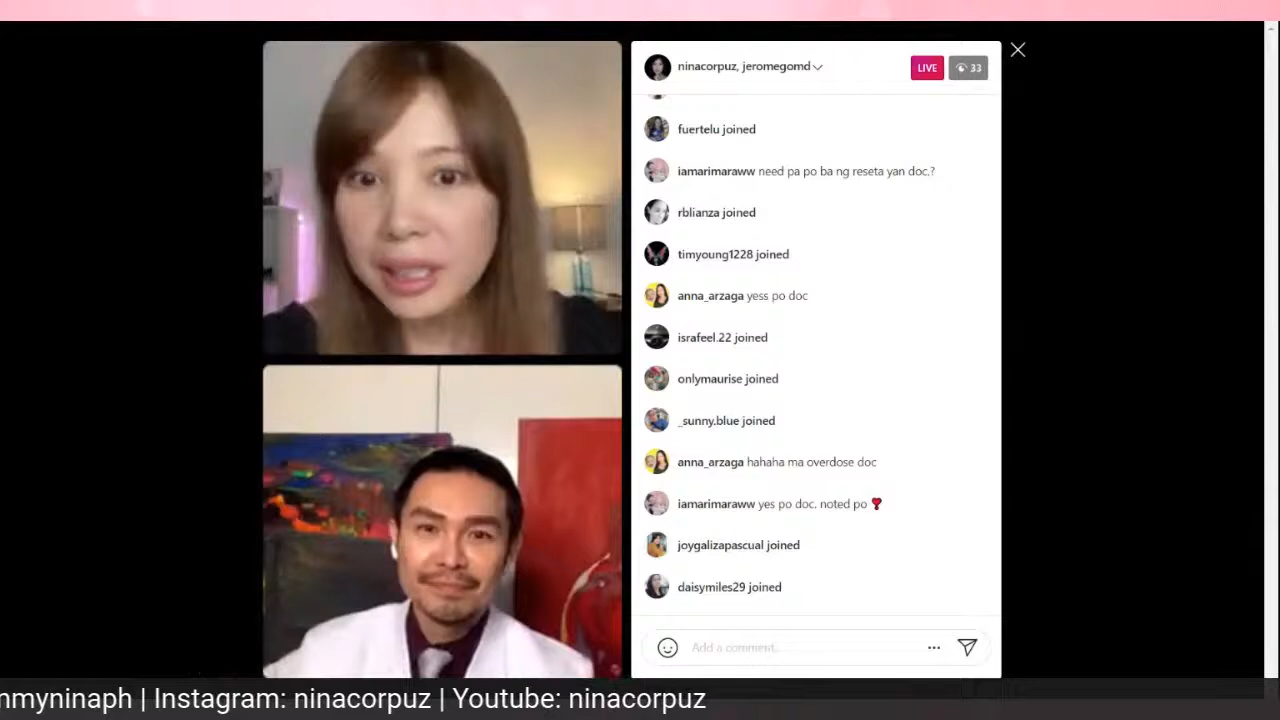 ninacorpuz, jeromegomd
LIVE
33
fuertelu joined
iamarimaraww need pa po ba ng reseta yan doc.?
rblianza joined
timyoung1228 joined
anna_arzaga yess po doc
israfeel.22 joined
onlymaurise joined
_sunny.blue joined
anna_arzaga hahaha ma overdose doc
iamarimaraww yes po doc. noted po ❣
joygalizapascual joined
daisymiles29 joined
Add a comment...
mmyninaph | Instagram: ninacorpuz | Youtube: ninacorpuz